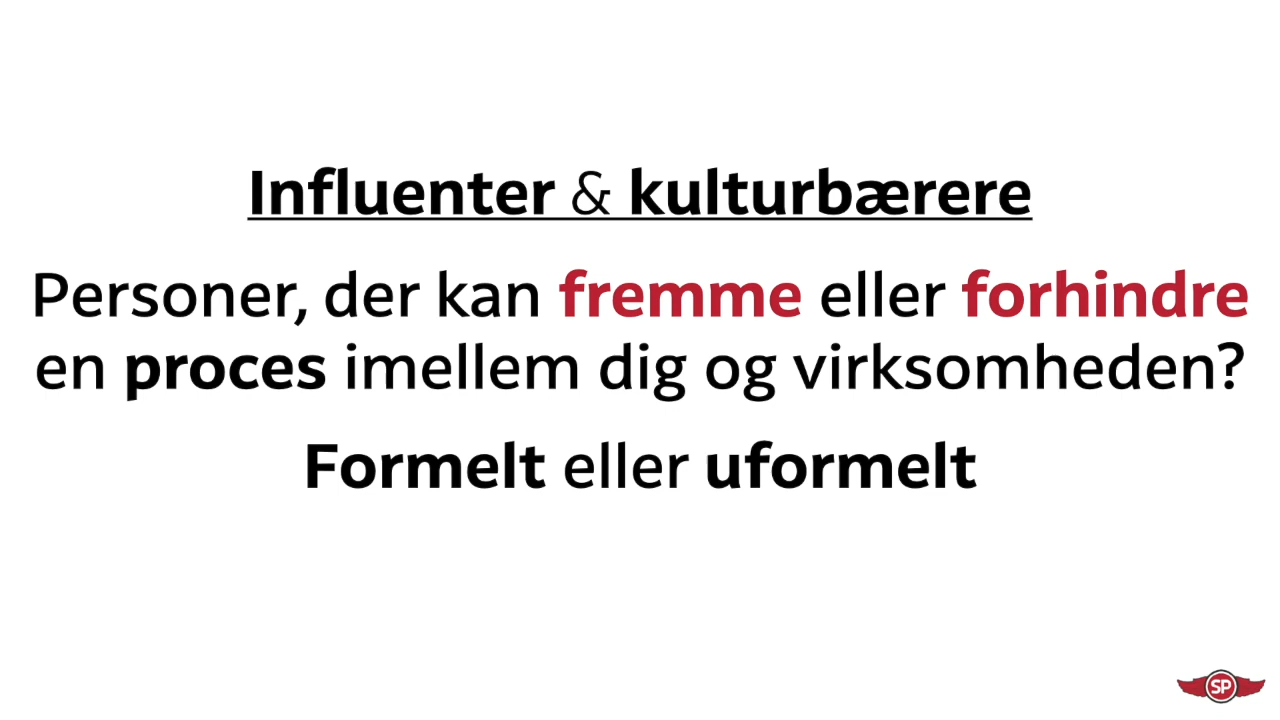 Influenter & kulturbærere
Personer, der kan fremme eller forhindre
en proces imellem dig og virksomheden?
Formelt eller uformelt
SP